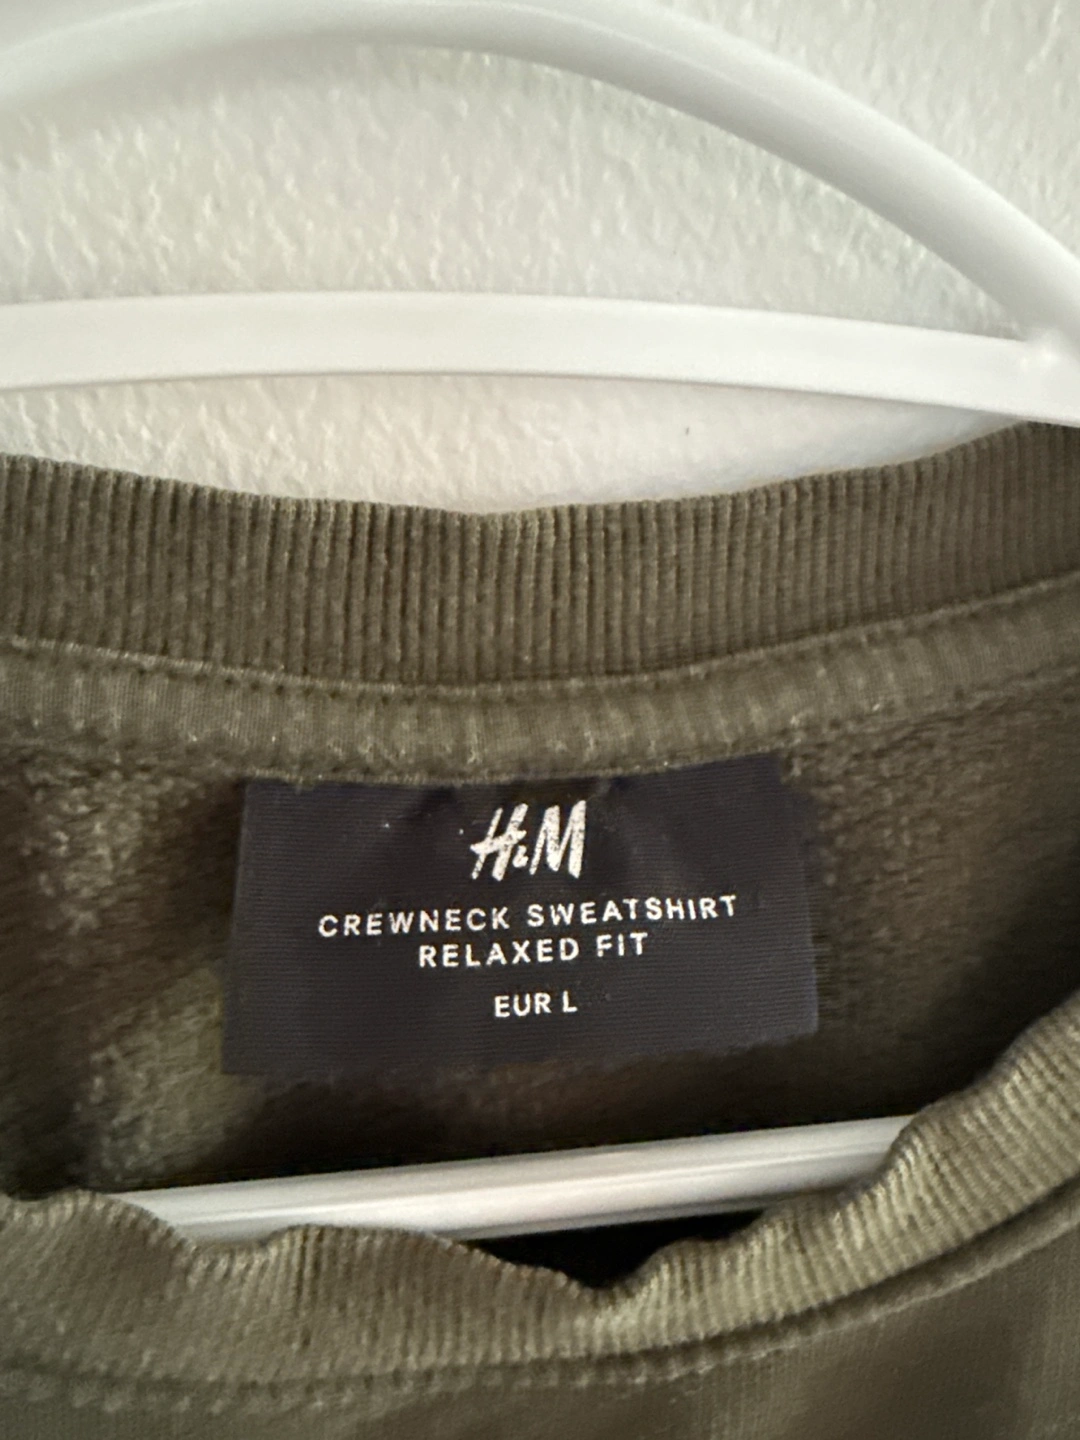 H&M
CREWNECK SWEATSHIRT
RELAXED FIT
EUR L